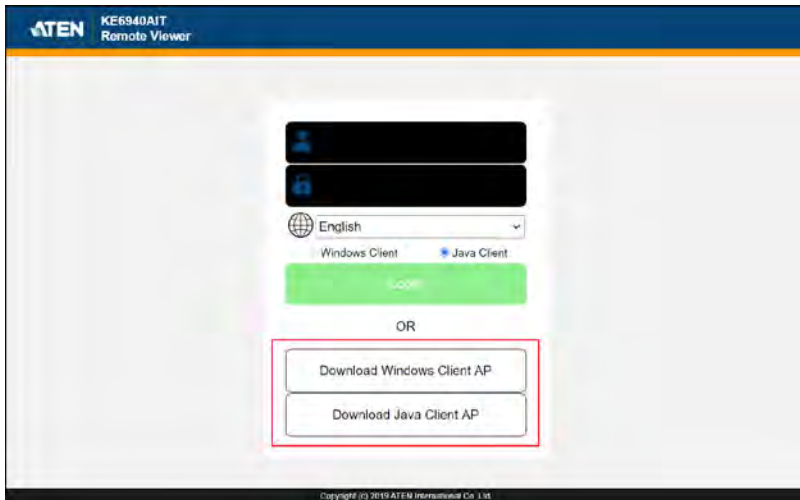 ATEN
KE6940AIT
Remote Viewer
English
Windows Client Java Client
Login
OR
Download Windows Client AP
Download Java Client AP
Copyright (c) 2019 ATEN International Co. Ltd.